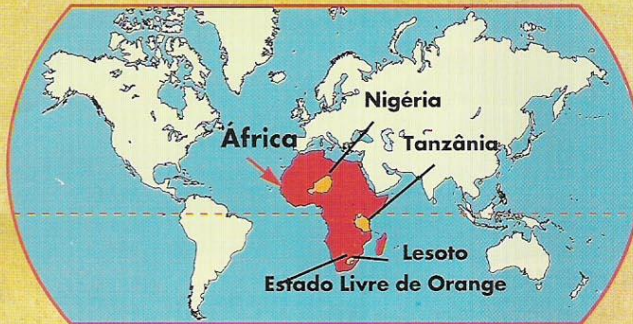 Nigéria
África
Tanzânia
Lesoto
Estado Livre de Orange